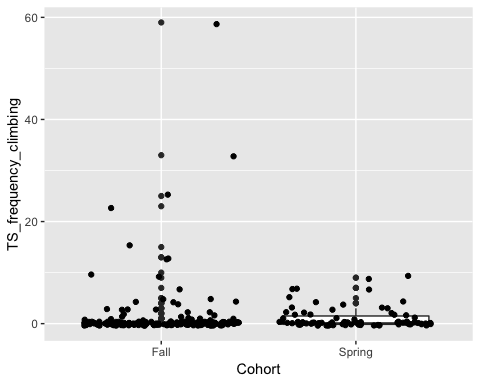 60
40
20
0
TS_frequency_climbing
Fall
Spring
Cohort